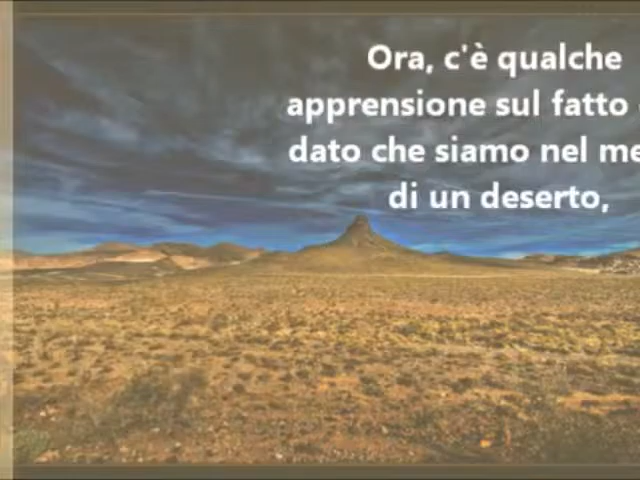 Ora, c'è qualche
apprensione sul fatto
dato che siamo nel
di un deserto,